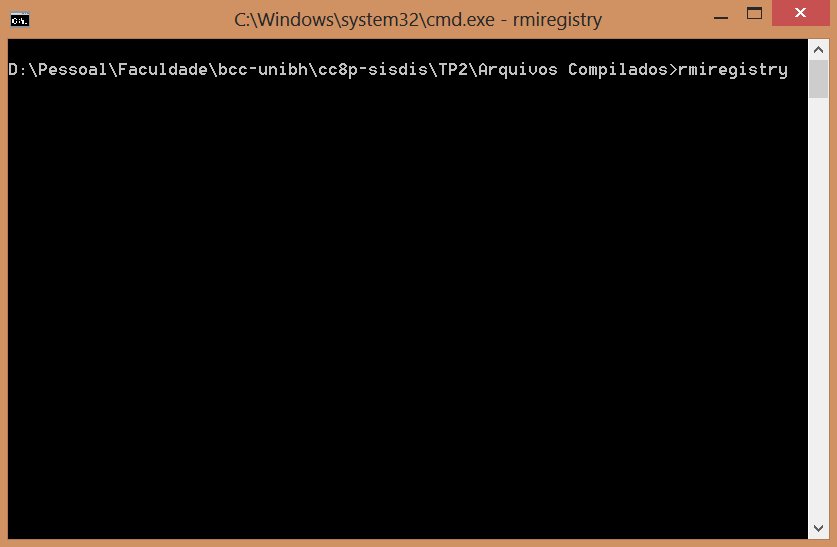 C:\Windows\system32\cmd.exe - rmiregistry
D:\Pessoal\Faculdade\bcc-unibh\cc8p-sisdis\TP2\Arquivos Compilados>rmiregistry